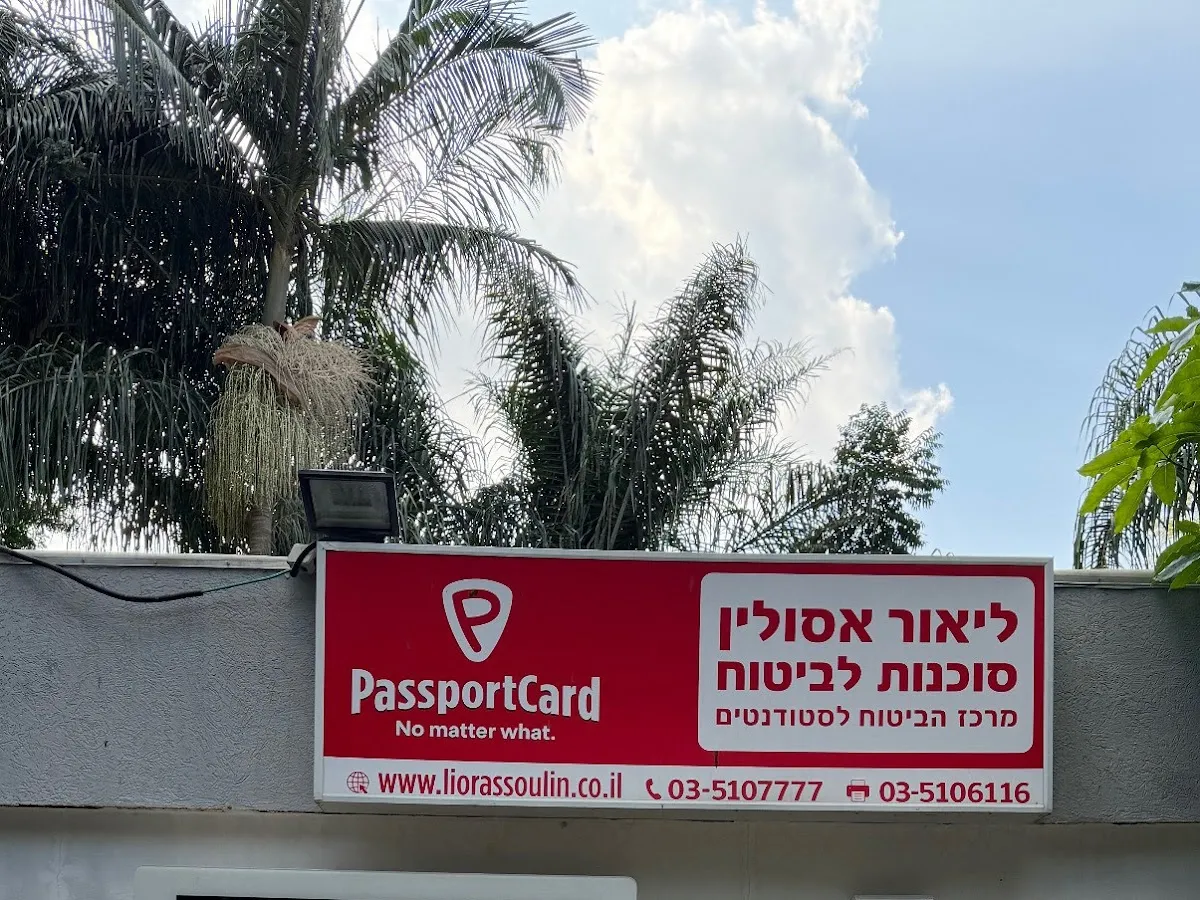 P
PassportCard
No matter what.
ליאור אסולין
סוכנות לביטוח
מרכז הביטוח לסטודנטים
www.liorassoulin.co.il 03-5107777 03-5106116